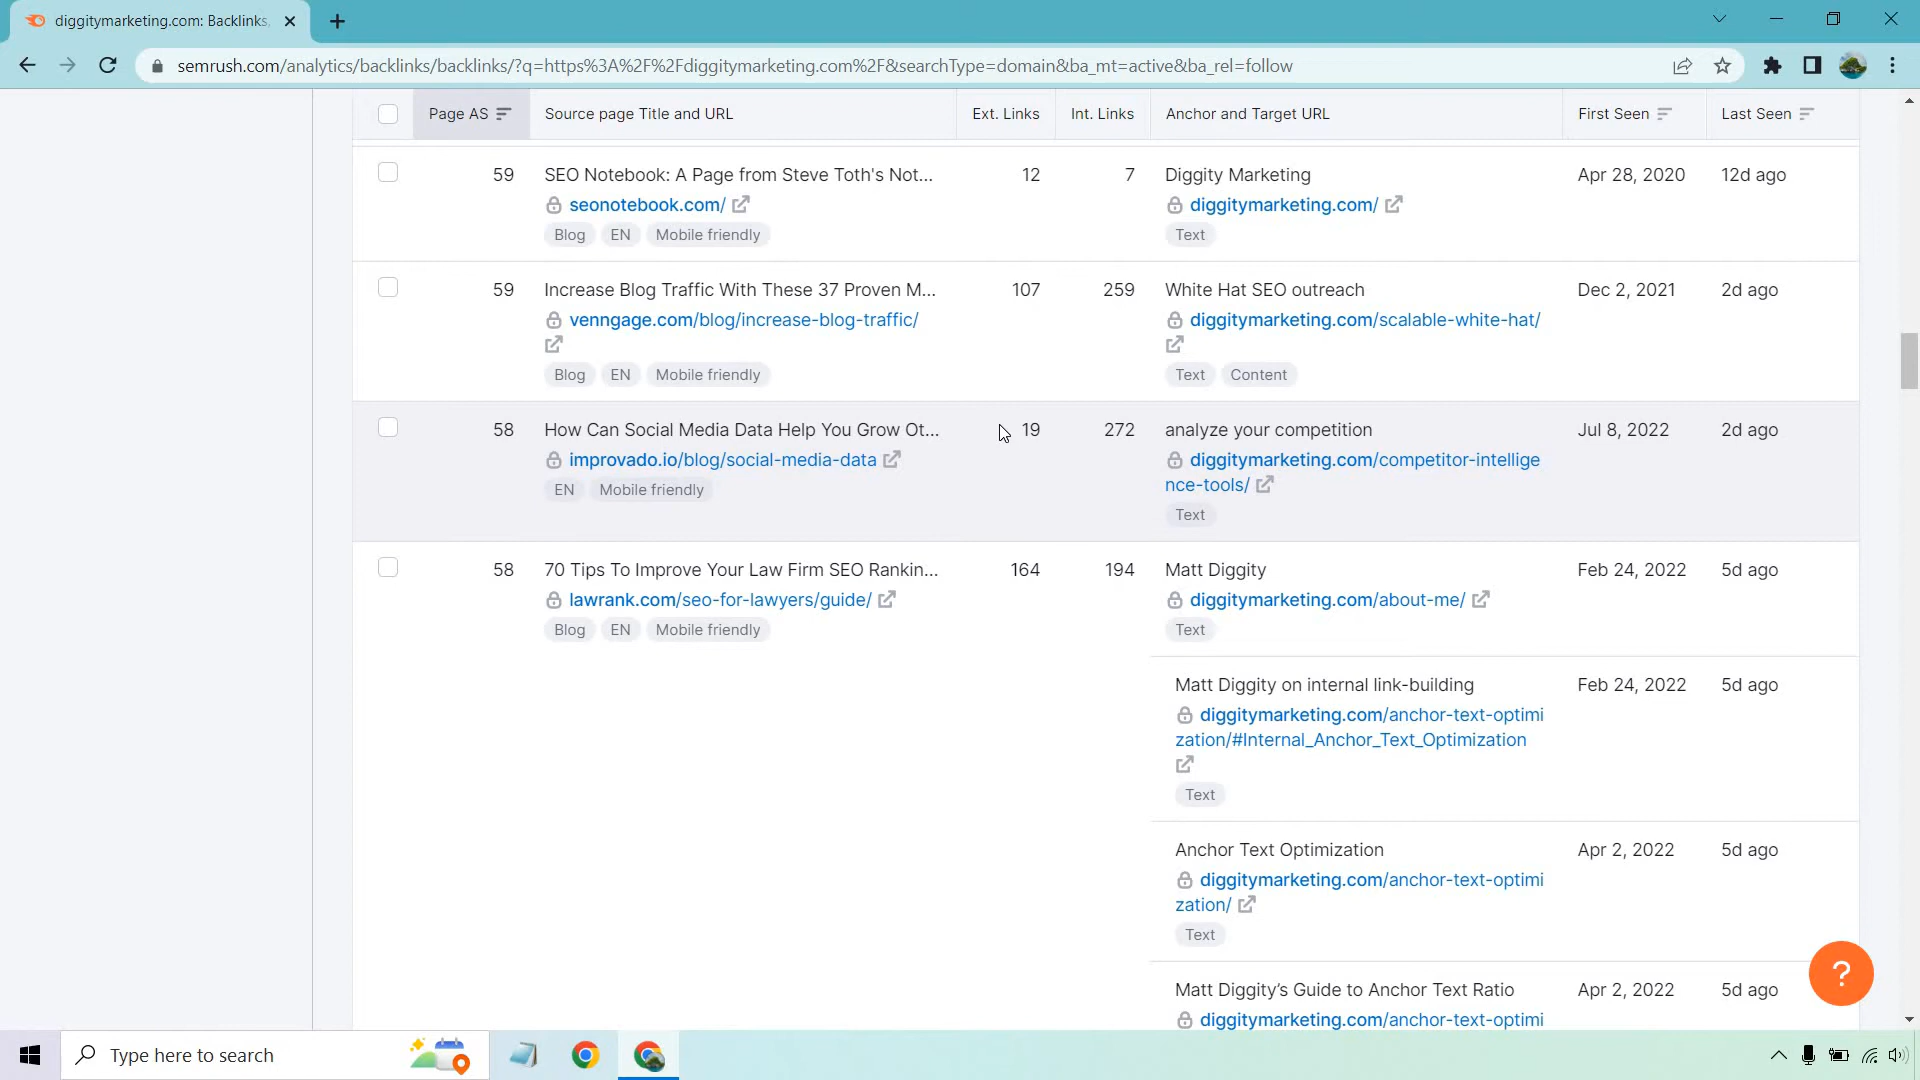 diggitymarketing.com: Backlinks,
semrush.com/analytics/backlinks/backlinks/?q=https%3A%2F%2Fdiggitymarketing.com%2F&searchType=domain&ba_mt=active&ba_rel=follow
Page AS Source page Title and URL Ext. Links Int. Links Anchor and Target URL First Seen Last Seen
59 SEO Notebook: A Page from Steve Toth's Not... 12 7 Diggity Marketing Apr 28, 2020 12d ago
seonotebook.com/ diggitymarketing.com/
Blog EN Mobile friendly Text
59 Increase Blog Traffic With These 37 Proven M... 107 259 White Hat SEO outreach Dec 2, 2021 2d ago
venngage.com/blog/increase-blog-traffic/ diggitymarketing.com/scalable-white-hat/
Blog EN Mobile friendly Text Content
58 How Can Social Media Data Help You Grow Ot... 19 272 analyze your competition Jul 8, 2022 2d ago
improvado.io/blog/social-media-data diggitymarketing.com/competitor-intellige
nce-tools/
EN Mobile friendly
Text
58 70 Tips To Improve Your Law Firm SEO Rankin... 164 194 Matt Diggity Feb 24, 2022 5d ago
lawrank.com/seo-for-lawyers/guide/ diggitymarketing.com/about-me/
Blog EN Mobile friendly Text
Matt Diggity on internal link-building Feb 24, 2022 5d ago
diggitymarketing.com/anchor-text-optimi
zation/#Internal_Anchor_Text_Optimization
Text
Anchor Text Optimization Apr 2, 2022 5d ago
diggitymarketing.com/anchor-text-optimi
zation/
Text
?
Matt Diggity’s Guide to Anchor Text Ratio Apr 2, 2022 5d ago
diggitymarketing.com/anchor-text-optimi
Type here to search